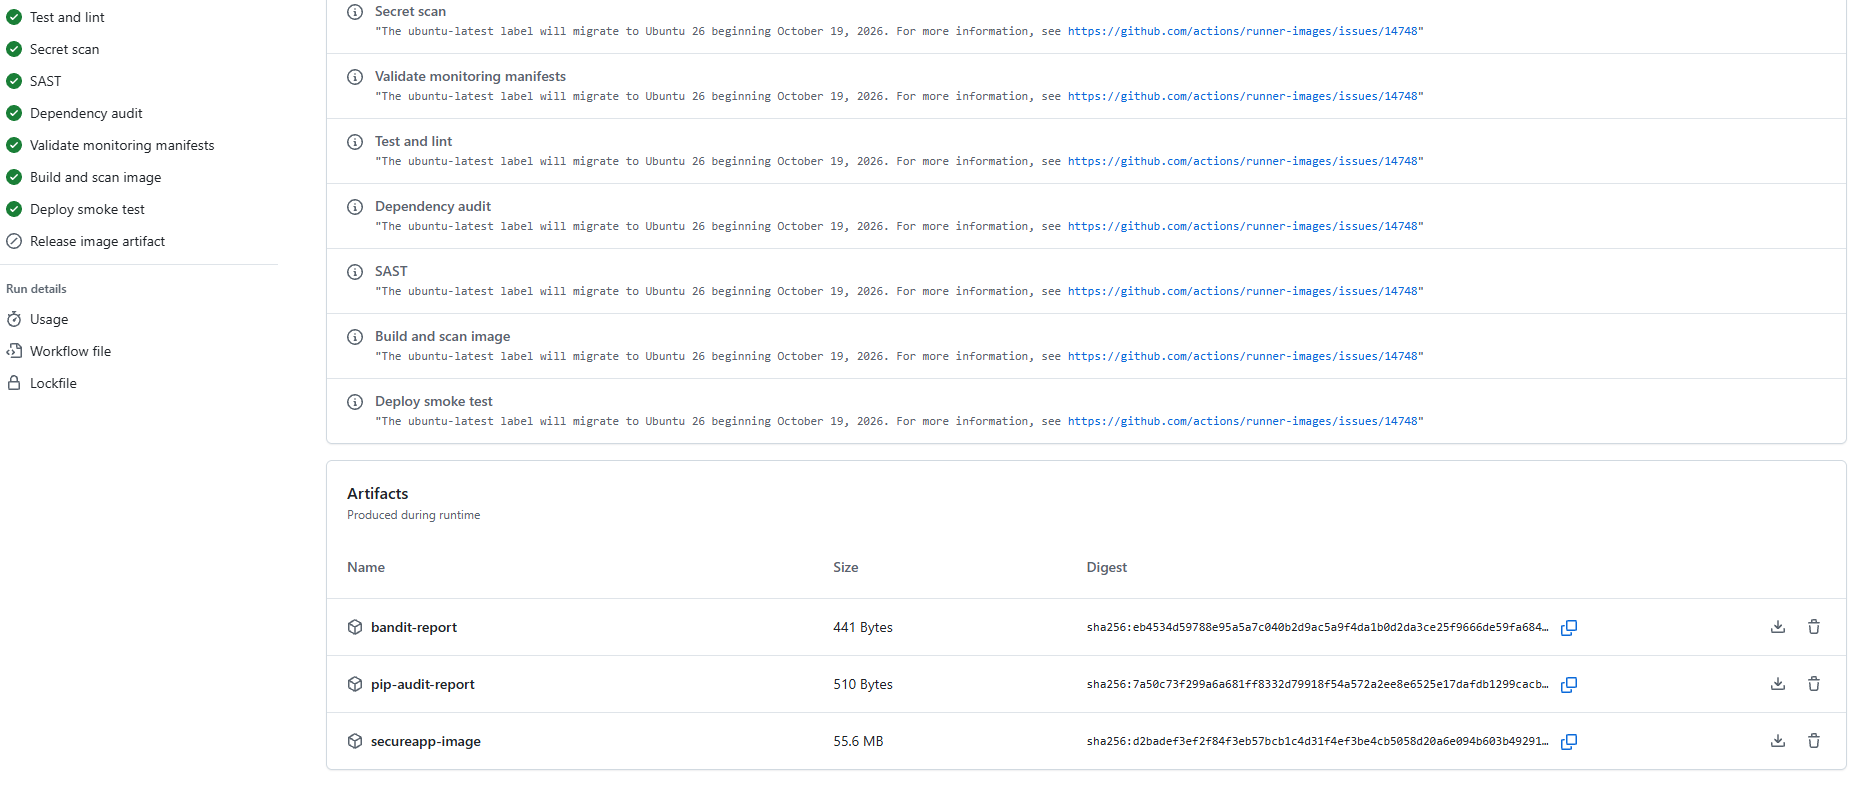 Test and lint
Secret scan
SAST
Dependency audit
Validate monitoring manifests
Build and scan image
Deploy smoke test
Release image artifact
Run details
Usage
Workflow file
Lockfile
Secret scan
"The ubuntu-latest label will migrate to Ubuntu 26 beginning October 19, 2026. For more information, see https://github.com/actions/runner-images/issues/14748"
Validate monitoring manifests
"The ubuntu-latest label will migrate to Ubuntu 26 beginning October 19, 2026. For more information, see https://github.com/actions/runner-images/issues/14748"
Test and lint
"The ubuntu-latest label will migrate to Ubuntu 26 beginning October 19, 2026. For more information, see https://github.com/actions/runner-images/issues/14748"
Dependency audit
"The ubuntu-latest label will migrate to Ubuntu 26 beginning October 19, 2026. For more information, see https://github.com/actions/runner-images/issues/14748"
SAST
"The ubuntu-latest label will migrate to Ubuntu 26 beginning October 19, 2026. For more information, see https://github.com/actions/runner-images/issues/14748"
Build and scan image
"The ubuntu-latest label will migrate to Ubuntu 26 beginning October 19, 2026. For more information, see https://github.com/actions/runner-images/issues/14748"
Deploy smoke test
"The ubuntu-latest label will migrate to Ubuntu 26 beginning October 19, 2026. For more information, see https://github.com/actions/runner-images/issues/14748"
Artifacts
Produced during runtime
Name Size Digest
bandit-report 441 Bytes sha256:eb4534d59788e95a5a7c040b2d9ac5a9f4da1b0d2da3ce25f9666de59fa684…
pip-audit-report 510 Bytes sha256:7a50c73f299a6a681ff8332d79918f54a572a2ee8e6525e17dafdb1299cacb…
secureapp-image 55.6 MB sha256:d2badef3ef2f84f3eb57bcb1c4d31f4ef3be4cb5058d20a6e094b603b49291…